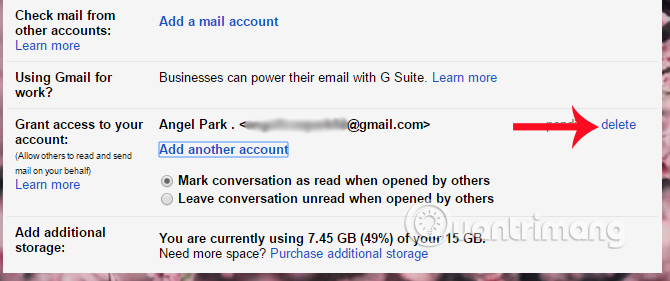 Check mail from
other accounts:
Learn more
Add a mail account
Using Gmail for
work?
Businesses can power their email with G Suite. Learn more
Grant access to your
account:
(Allow others to read and send
mail on your behalf)
Learn more
Angel Park . < @gmail.com> delete
Add another account
Mark conversation as read when opened by others
Leave conversation unread when opened by others
Add additional
storage:
You are currently using 7.45 GB (49%) of your 15 GB.
Need more space? Purchase additional storage
Quantrimang